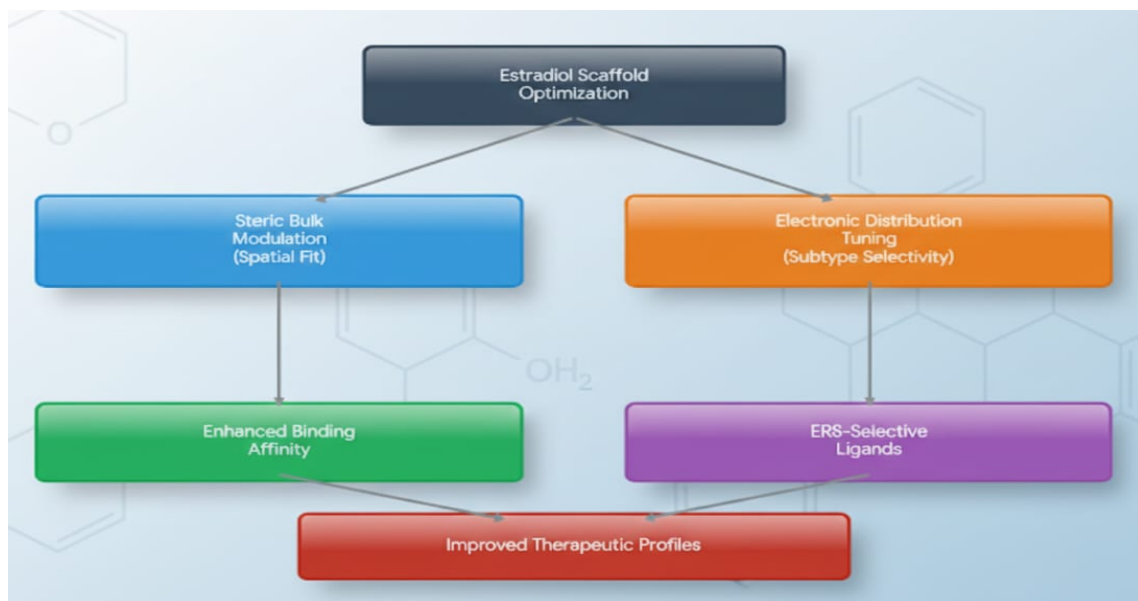 Estradiol Scaffold
Optimization
Steric Bulk
Modulation
(Spatial Fit)
Electronic Distribution
Tuning
(Subtype Selectivity)
Enhanced Binding
Affinity
ERS-Selective
Ligands
Improved Therapeutic Profiles
O
OH₂